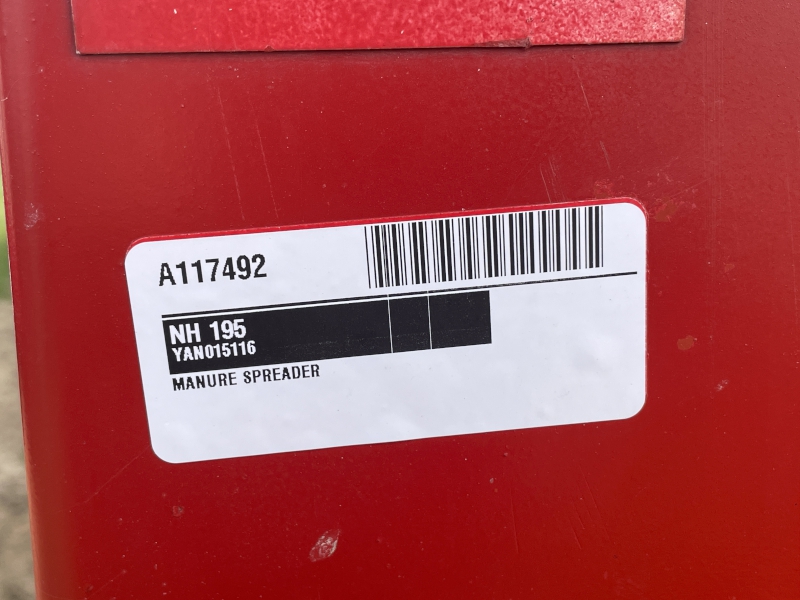 A117492
NH 195
YAN015116
MANURE SPREADER